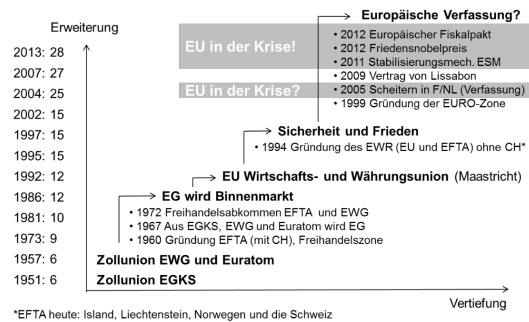 Europäische Verfassung?
Erweiterung
EU in der Krise!
• 2012 Europäischer Fiskalpakt
• 2012 Friedensnobelpreis
• 2011 Stabilisierungsmech. ESM
• 2009 Vertrag von Lissabon
EU in der Krise?
• 2005 Scheitern in F/NL (Verfassung)
• 1999 Gründung der EURO-Zone
2013: 28
2007: 27
2004: 25
2002: 15
1997: 15
1995: 15
1992: 12
1986: 12
1981: 10
1973: 9
1957: 6
1951: 6
Sicherheit und Frieden
• 1994 Gründung des EWR (EU und EFTA) ohne CH*
EU Wirtschafts- und Währungsunion (Maastricht)
EG wird Binnenmarkt
• 1972 Freihandelsabkommen EFTA und EWG
• 1967 Aus EGKS, EWG und Euratom wird EG
• 1960 Gründung EFTA (mit CH), Freihandelszone
Zollunion EWG und Euratom
Zollunion EGKS
Vertiefung
*EFTA heute: Island, Liechtenstein, Norwegen und die Schweiz